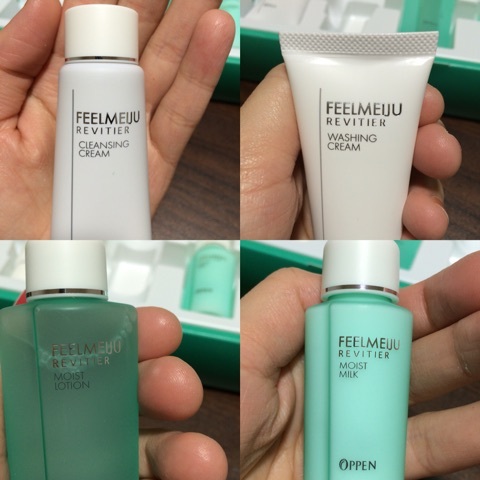 FEELMEIJU
REVITIER
CLEANSING
CREAM
FEELMEIJU
REVITIER
WASHING
CREAM
FEELMEIJU
REVITIER
MOIST
LOTION
FEELMEIJU
REVITIER
MOIST
MILK
OPPEN